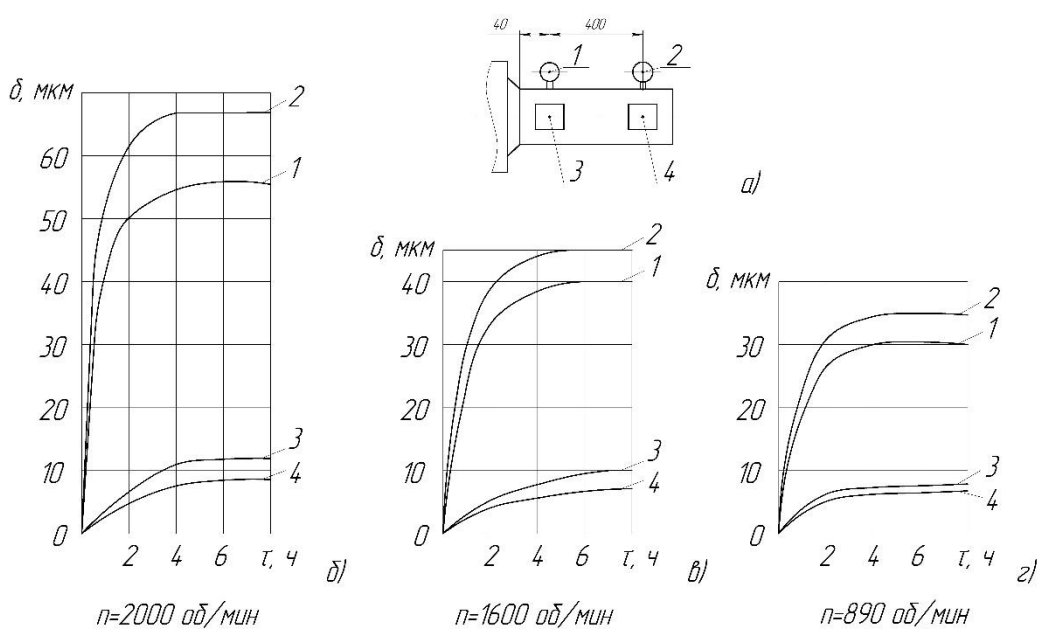 40 400
1 2
3 4
а)
δ, мкм
2
60
1
50
40
30
20
10
3
4
0
2 4 6 τ, ч
б)
n=2000 об/мин
δ, мкм
2
40
1
30
20
10
3
4
0
2 4 6 τ, ч
в)
n=1600 об/мин
δ, мкм
2
30
1
20
10
3
4
0
2 4 6 τ, ч
г)
n=890 об/мин